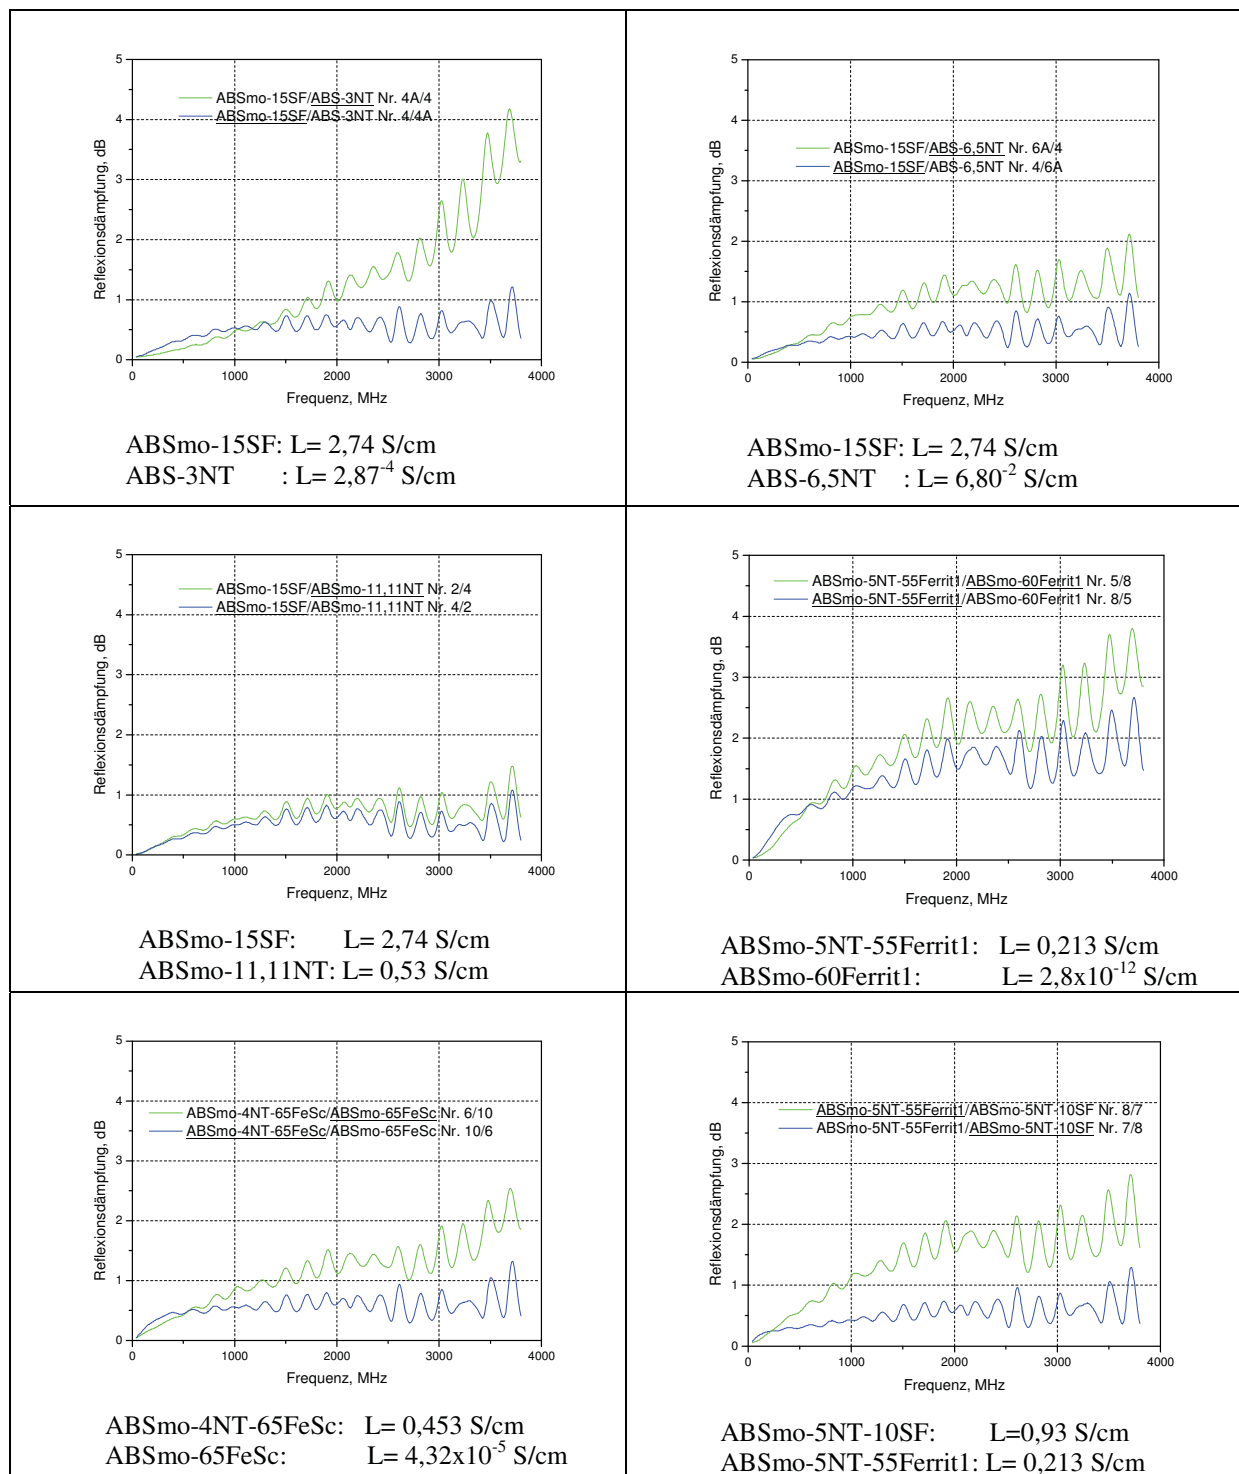 5
4
3
2
1
0
Reflexionsdämpfung, dB
ABSmo-15SF/ABS-3NT Nr. 4A/4
ABSmo-15SF/ABS-3NT Nr. 4/4A
0 1000 2000 3000 4000
Frequenz, MHz
ABSmo-15SF: L= 2,74 S/cm
ABS-3NT : L= 2,87-4 S/cm
5
4
3
2
1
0
Reflexionsdämpfung, dB
ABSmo-15SF/ABS-6,5NT Nr. 6A/4
ABSmo-15SF/ABS-6,5NT Nr. 4/6A
0 1000 2000 3000 4000
Frequenz, MHz
ABSmo-15SF: L= 2,74 S/cm
ABS-6,5NT : L= 6,80-2 S/cm
5
4
3
2
1
0
Reflexionsdämpfung, dB
ABSmo-15SF/ABSmo-11,11NT Nr. 2/4
ABSmo-15SF/ABSmo-11,11NT Nr. 4/2
0 1000 2000 3000 4000
Frequenz, MHz
ABSmo-15SF: L= 2,74 S/cm
ABSmo-11,11NT: L= 0,53 S/cm
5
4
3
2
1
0
Reflexionsdämpfung, dB
ABSmo-5NT-55Ferrit1/ABSmo-60Ferrit1 Nr. 5/8
ABSmo-5NT-55Ferrit1/ABSmo-60Ferrit1 Nr. 8/5
0 1000 2000 3000 4000
Frequenz, MHz
ABSmo-5NT-55Ferrit1: L= 0,213 S/cm
ABSmo-60Ferrit1: L= 2,8x10-12 S/cm
5
4
3
2
1
0
Reflexionsdämpfung, dB
ABSmo-4NT-65FeSc/ABSmo-65FeSc Nr. 6/10
ABSmo-4NT-65FeSc/ABSmo-65FeSc Nr. 10/6
0 1000 2000 3000 4000
Frequenz, MHz
ABSmo-4NT-65FeSc: L= 0,453 S/cm
ABSmo-65FeSc: L= 4,32x10-5 S/cm
5
4
3
2
1
0
Reflexionsdämpfung, dB
ABSmo-5NT-55Ferrit1/ABSmo-5NT-10SF Nr. 8/7
ABSmo-5NT-55Ferrit1/ABSmo-5NT-10SF Nr. 7/8
0 1000 2000 3000 4000
Frequenz, MHz
ABSmo-5NT-10SF: L=0,93 S/cm
ABSmo-5NT-55Ferrit1: L= 0,213 S/cm